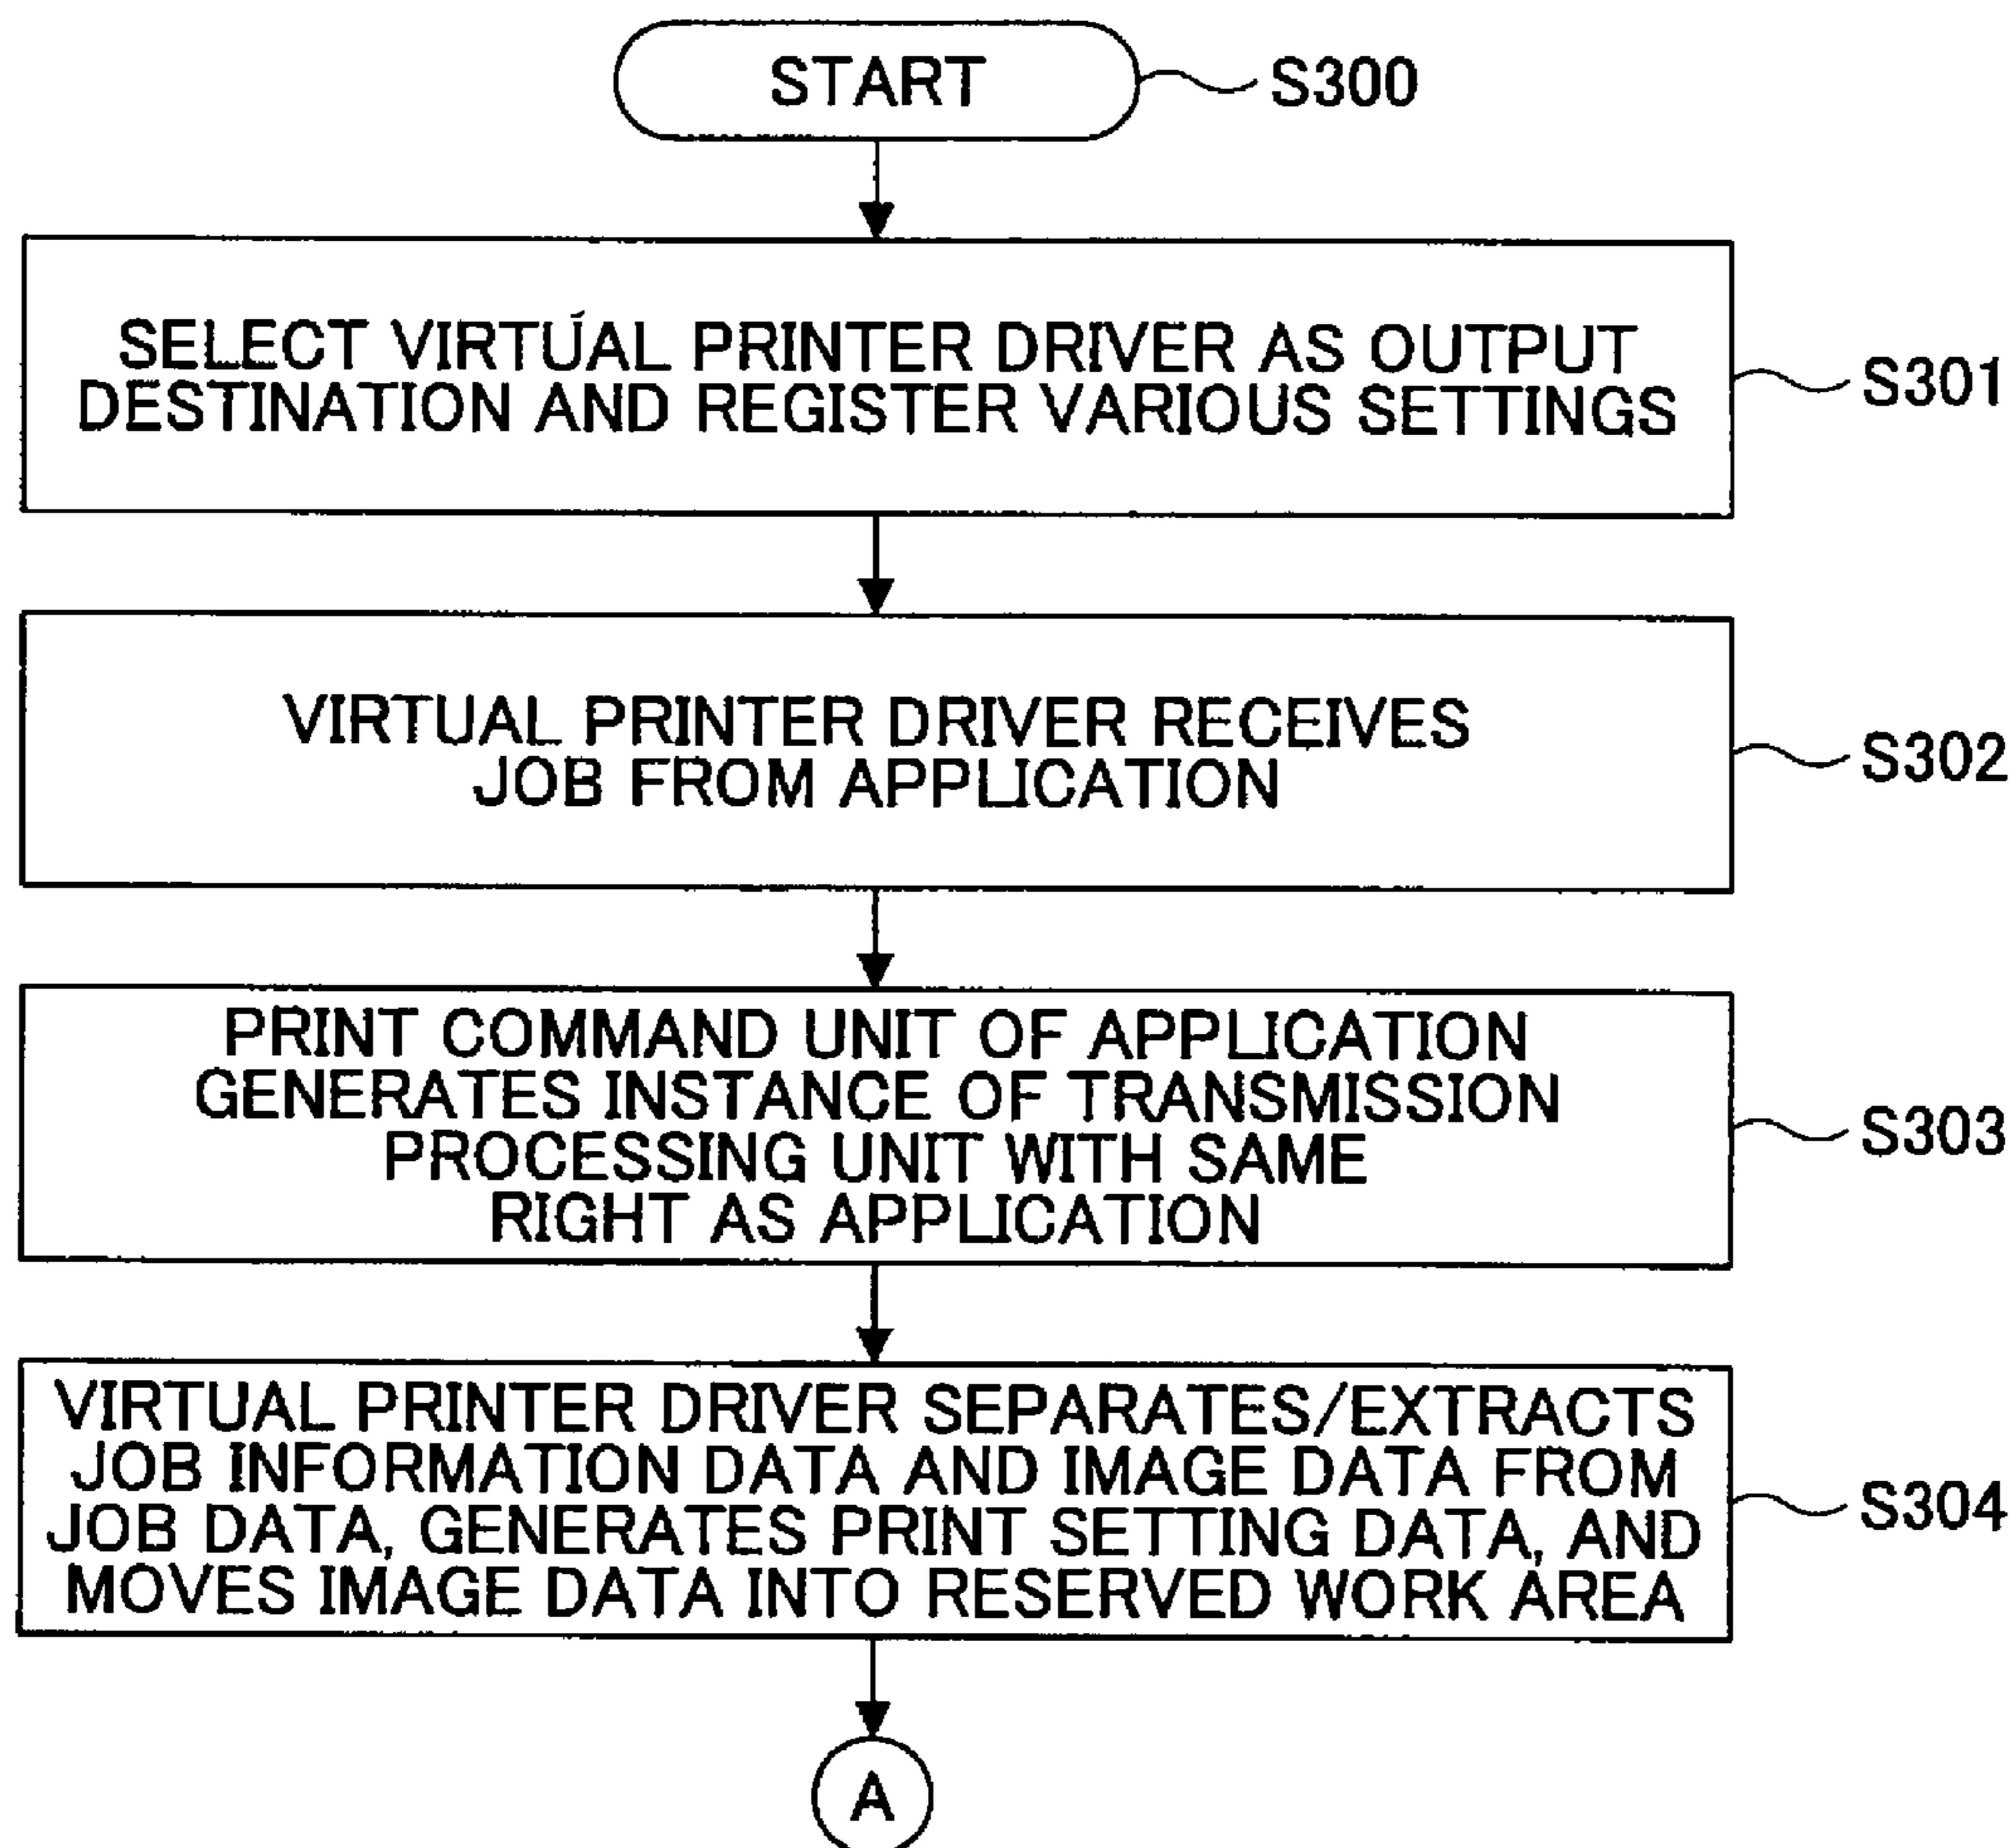 START
S300
SELECT VIRTUAL PRINTER DRIVER AS OUTPUT
DESTINATION AND REGISTER VARIOUS SETTINGS
S301
VIRTUAL PRINTER DRIVER RECEIVES
JOB FROM APPLICATION
S302
PRINT COMMAND UNIT OF APPLICATION
GENERATES INSTANCE OF TRANSMISSION
PROCESSING UNIT WITH SAME
RIGHT AS APPLICATION
S303
VIRTUAL PRINTER DRIVER SEPARATES/EXTRACTS
JOB INFORMATION DATA AND IMAGE DATA FROM
JOB DATA, GENERATES PRINT SETTING DATA, AND
MOVES IMAGE DATA INTO RESERVED WORK AREA
S304
A